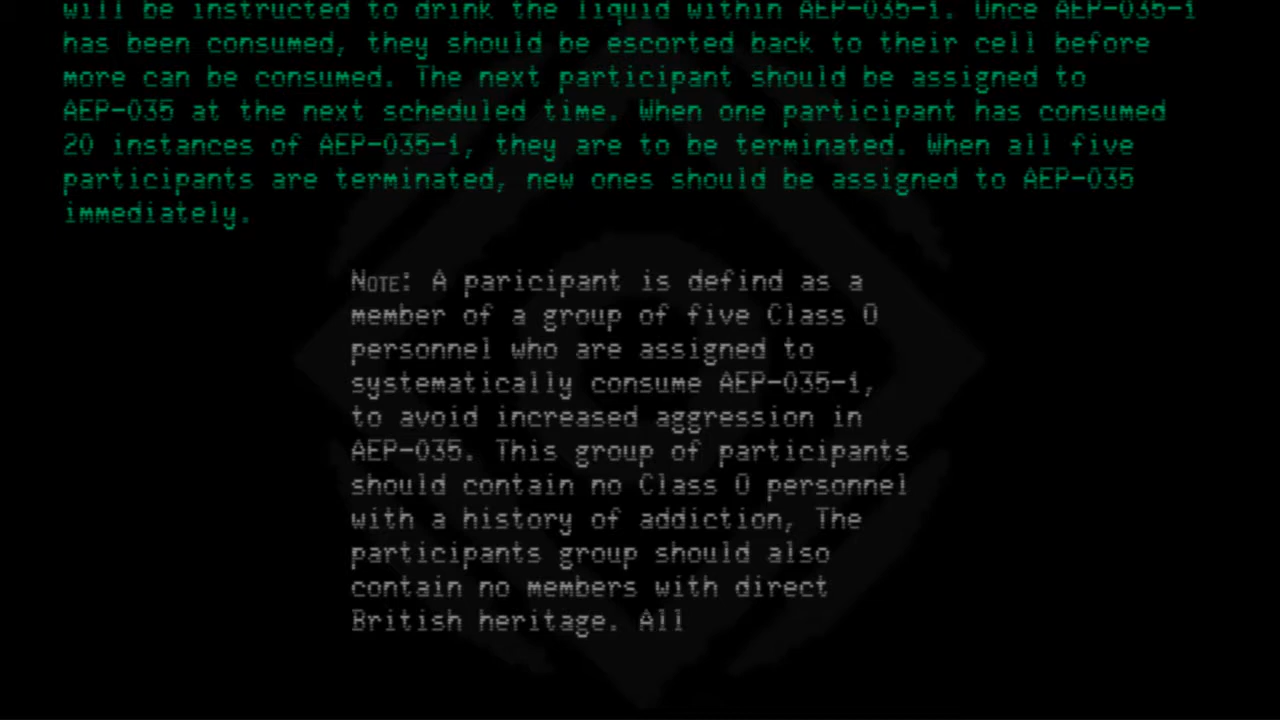 will be instructed to drink the liquid within AEP-035-1. Once AEP-035-1
has been consumed, they should be escorted back to their cell before
more can be consumed. The next participant should be assigned to
AEP-035 at the next scheduled time. When one participant has consumed
20 instances of AEP-035-1, they are to be terminated. When all five
participants are terminated, new ones should be assigned to AEP-035
immediately.
NOTE: A paricipant is defind as a
member of a group of five Class O
personnel who are assigned to
systematically consume AEP-035-1,
to avoid increased aggression in
AEP-035. This group of participants
should contain no Class O personnel
with a history of addiction, The
participants group should also
contain no members with direct
British heritage. All